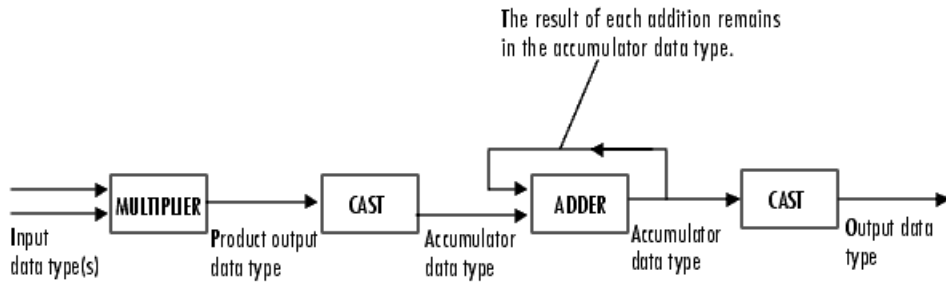 The result of each addition remains
in the accumulator data type.
MULTIPLIER
CAST
ADDER
CAST
Input
data type(s)
Product output
data type
Accumulator
data type
Accumulator
data type
Output data
type